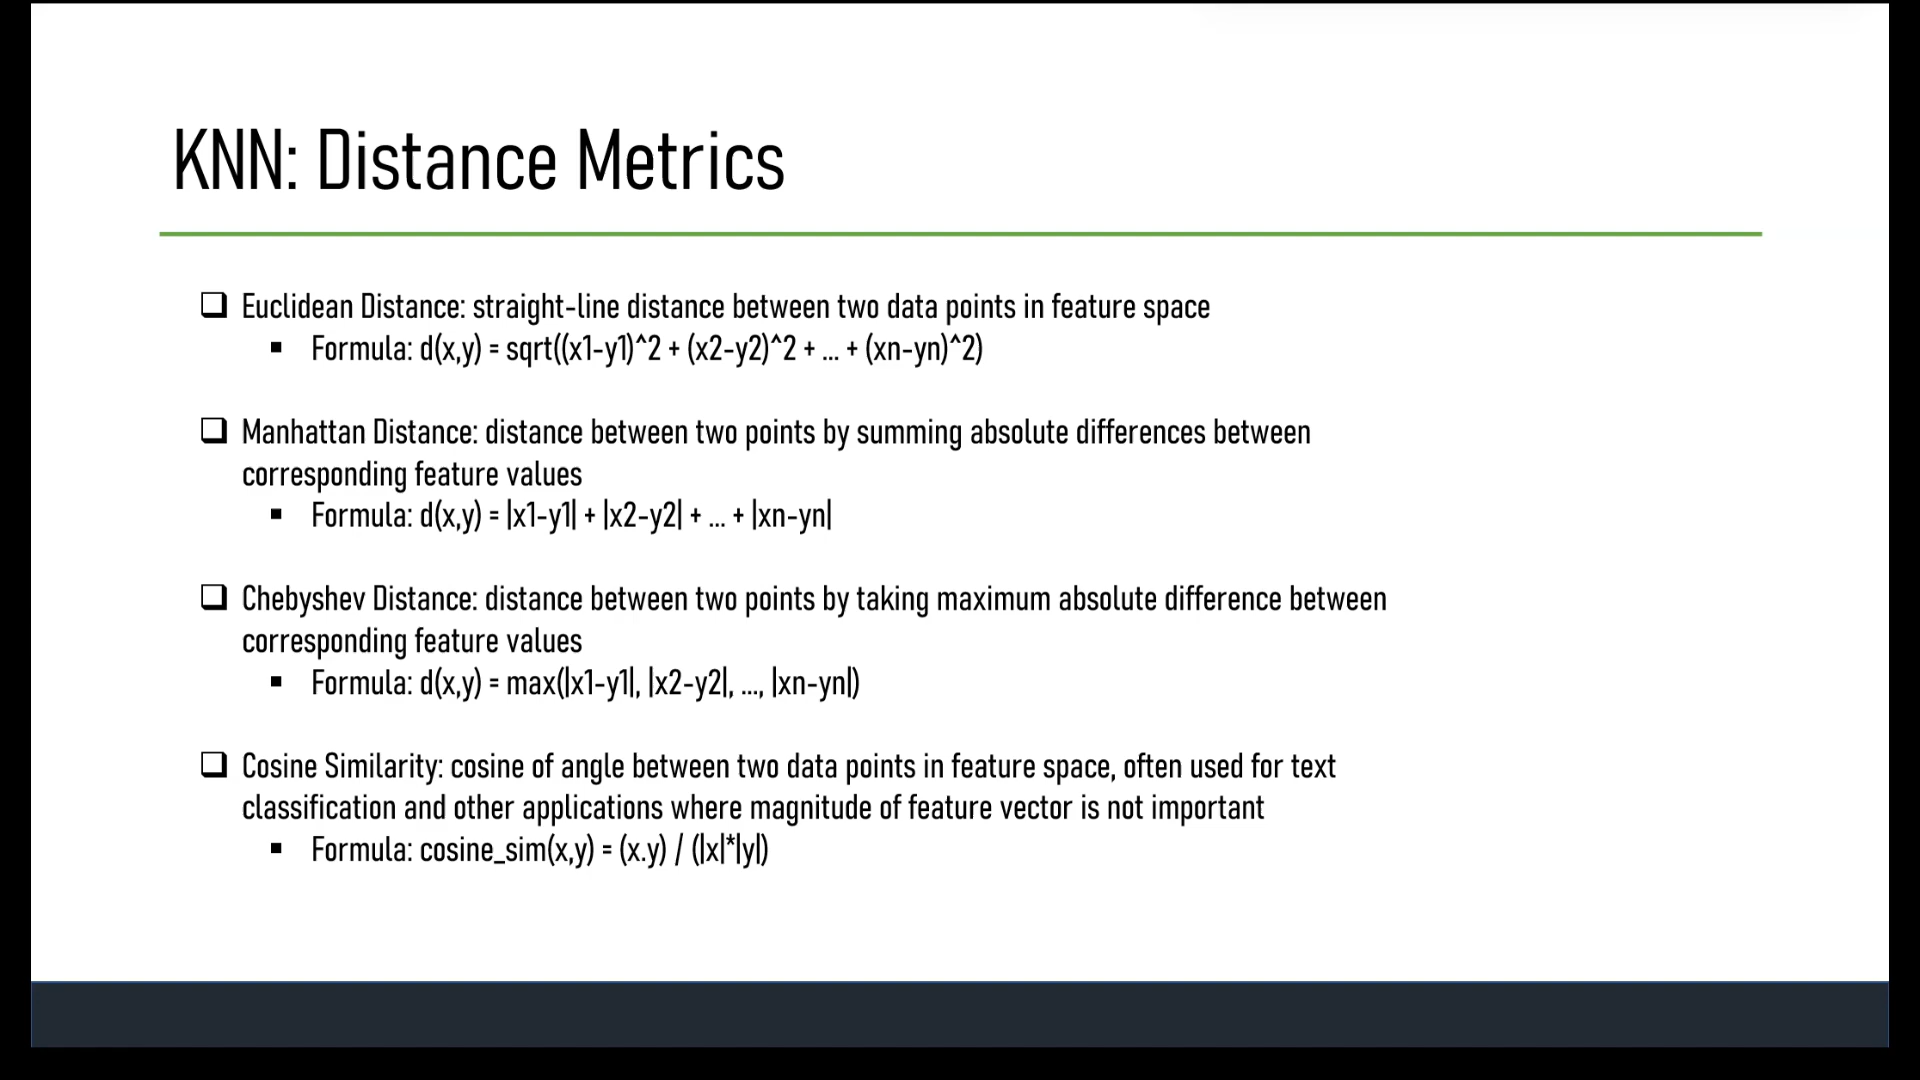 KNN: Distance Metrics
Euclidean Distance: straight-line distance between two data points in feature space
Formula: d(x,y) = sqrt((x1-y1)^2 + (x2-y2)^2 + ... + (xn-yn)^2)
Manhattan Distance: distance between two points by summing absolute differences between
corresponding feature values
Formula: d(x,y) = |x1-y1| + |x2-y2| + ... + |xn-yn|
Chebyshev Distance: distance between two points by taking maximum absolute difference between
corresponding feature values
Formula: d(x,y) = max(|x1-y1|, |x2-y2|, ..., |xn-yn|)
Cosine Similarity: cosine of angle between two data points in feature space, often used for text
classification and other applications where magnitude of feature vector is not important
Formula: cosine_sim(x,y) = (x.y) / (|x|*|y|)